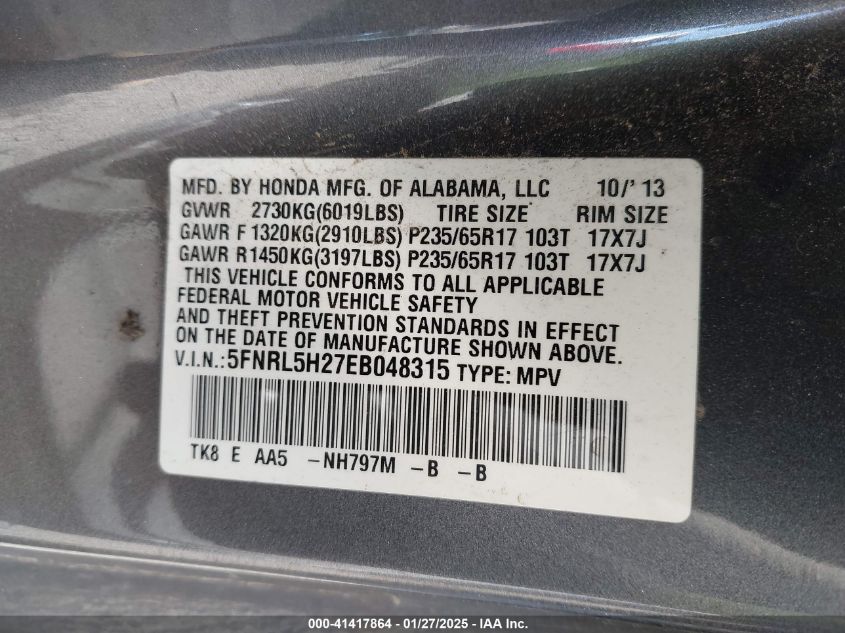 MFD. BY HONDA MFG. OF ALABAMA, LLC 10/' 13
GVWR 2730KG(6019LBS) TIRE SIZE RIM SIZE
GAWR F 1320KG(2910LBS) P235/65R17 103T 17X7J
GAWR R1450KG(3197LBS) P235/65R17 103T 17X7J
THIS VEHICLE CONFORMS TO ALL APPLICABLE
FEDERAL MOTOR VEHICLE SAFETY
AND THEFT PREVENTION STANDARDS IN EFFECT
ON THE DATE OF MANUFACTURE SHOWN ABOVE.
V.I.N.: 5FNRL5H27EB048315 TYPE: MPV
TK8 E AA5 -NH797M -B -B
000-41417864 - 01/27/2025 - IAAI - Copart - IAA Inc.